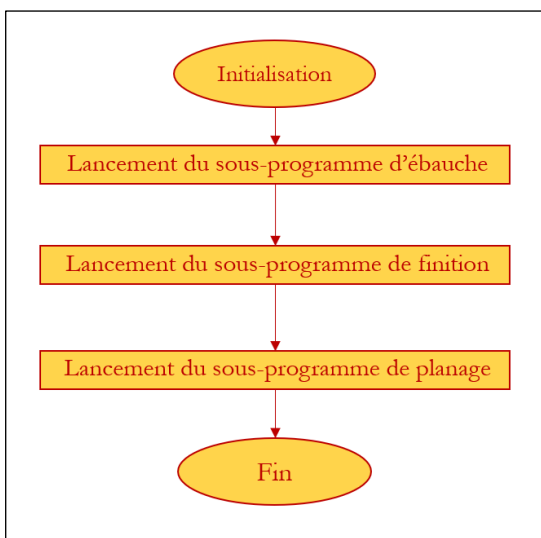 Initialisation
Lancement du sous-programme d'ébauche
Lancement du sous-programme de finition
Lancement du sous-programme de planage
Fin